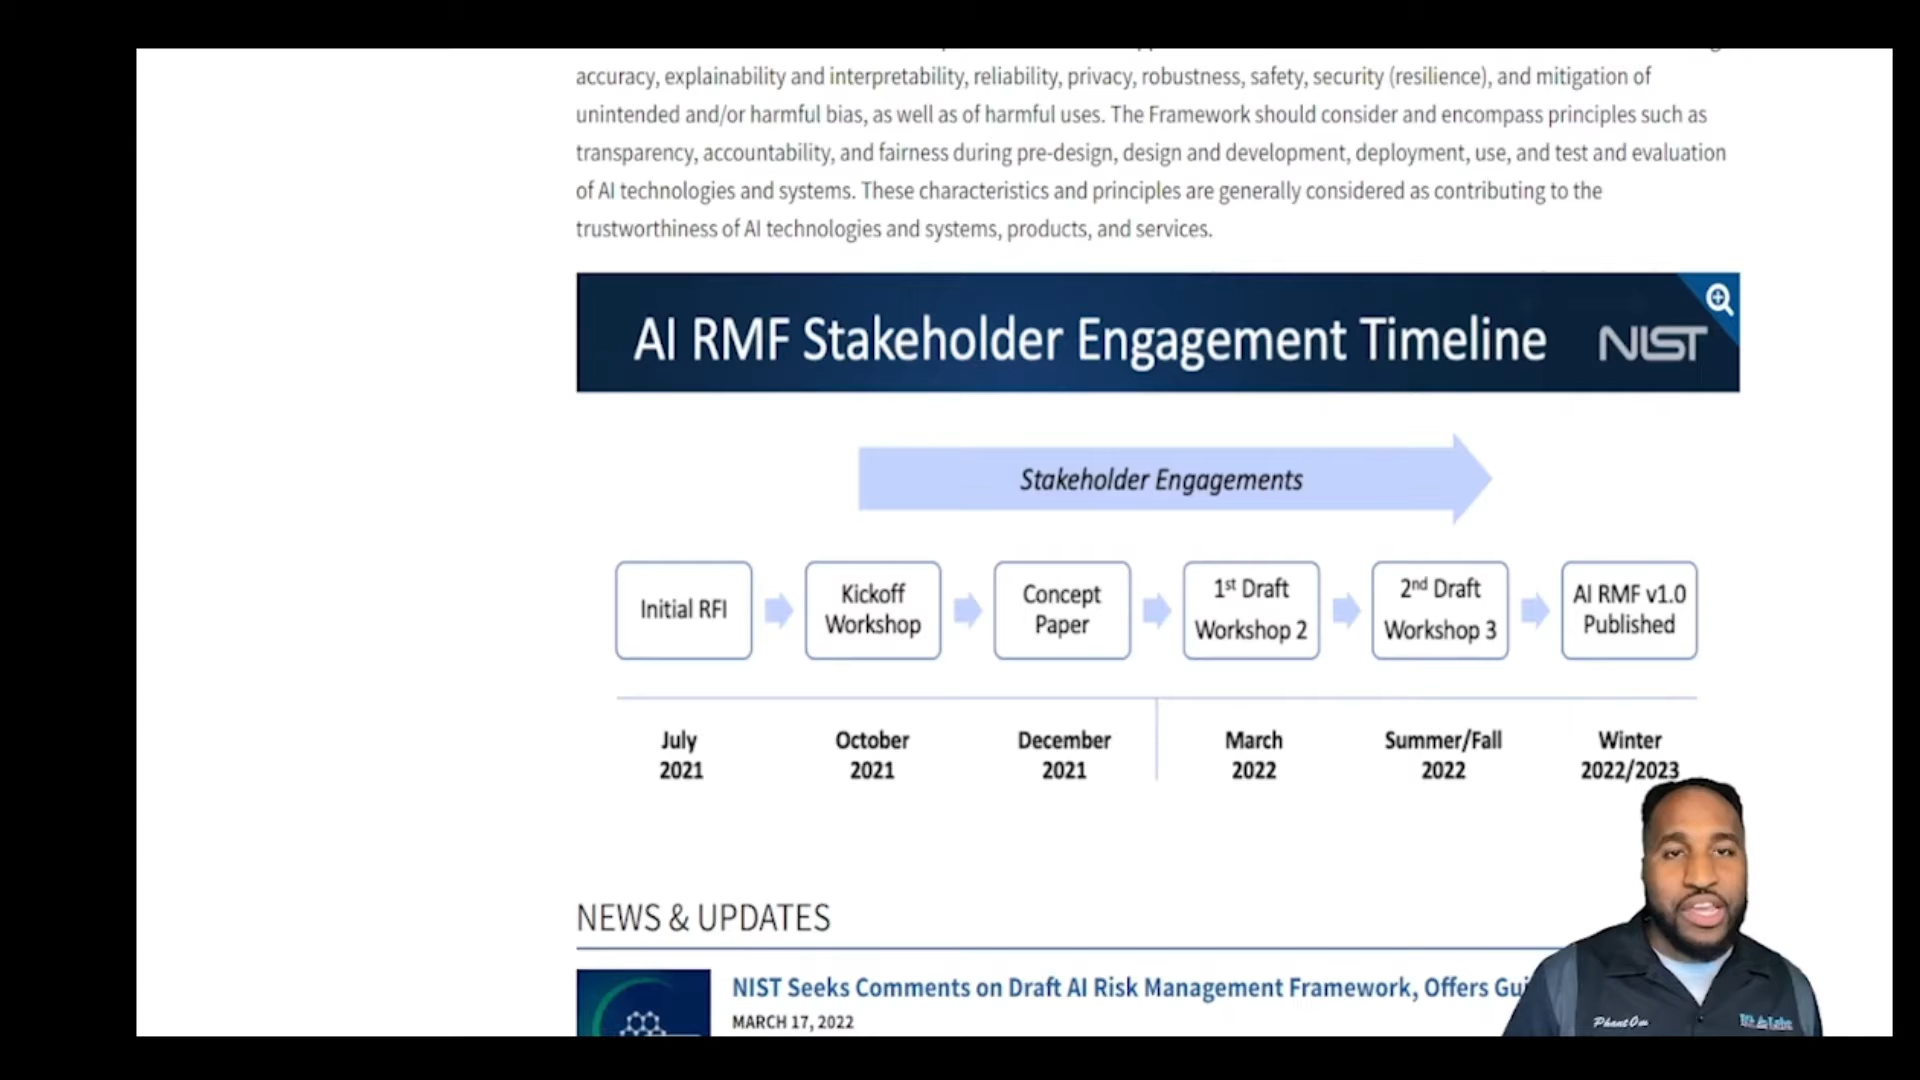 accuracy, explainability and interpretability, reliability, privacy, robustness, safety, security (resilience), and mitigation of
unintended and/or harmful bias, as well as of harmful uses. The Framework should consider and encompass principles such as
transparency, accountability, and fairness during pre-design, design and development, deployment, use, and test and evaluation
of AI technologies and systems. These characteristics and principles are generally considered as contributing to the
trustworthiness of AI technologies and systems, products, and services.
AI RMF Stakeholder Engagement Timeline
NIST
Stakeholder Engagements
Initial RFI
Kickoff
Workshop
Concept
Paper
1st Draft
Workshop 2
2nd Draft
Workshop 3
AI RMF v1.0
Published
July
2021
October
2021
December
2021
March
2022
Summer/Fall
2022
Winter
2022/2023
NEWS & UPDATES
NIST Seeks Comments on Draft AI Risk Management Framework, Offers Gui
MARCH 17, 2022